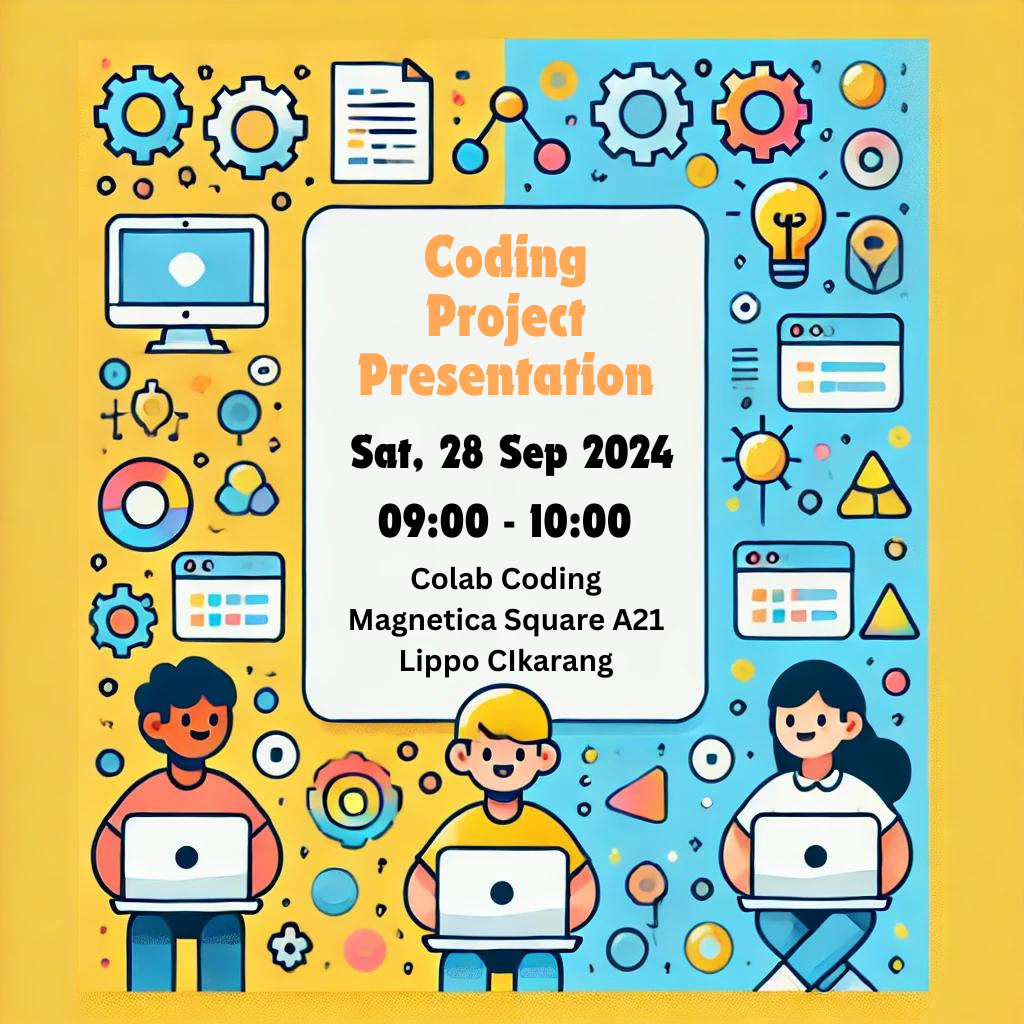 Coding
Project
Presentation
Sat, 28 Sep 2024
09:00 - 10:00
Colab Coding
Magnetica Square A21
Lippo CIkarang